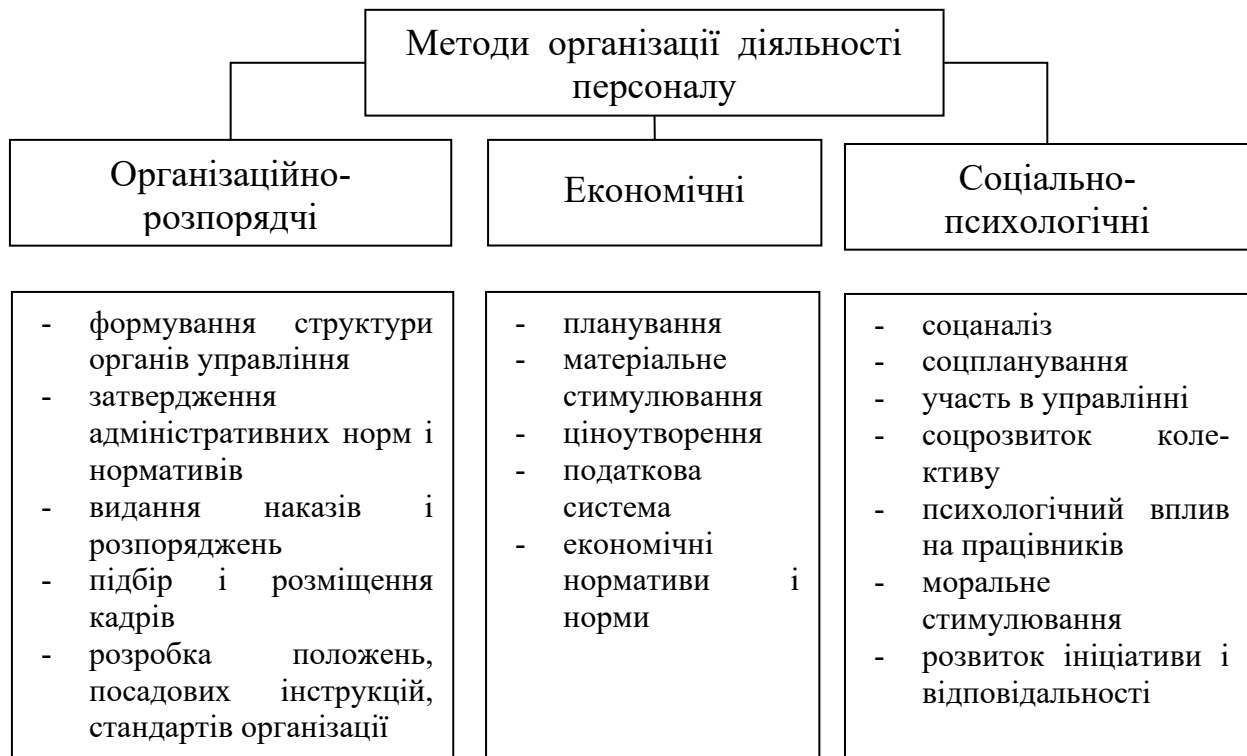 Методи організації діяльності
персоналу
Організаційно-
розпорядчі
Економічні
Соціально-
психологічні
- формування структури
органів управління
- затвердження
адміністративних норм і
нормативів
- видання наказів і
розпоряджень
- підбір і розміщення
кадрів
- розробка положень,
посадових інструкцій,
стандартів організації
- планування
- матеріальне
стимулювання
- ціноутворення
- податкова
система
- економічні
нормативи і
норми
- соцаналіз
- соцпланування
- участь в управлінні
- соцрозвиток коле-
ктиву
- психологічний вплив
на працівників
- моральне
стимулювання
- розвиток ініціативи і
відповідальності